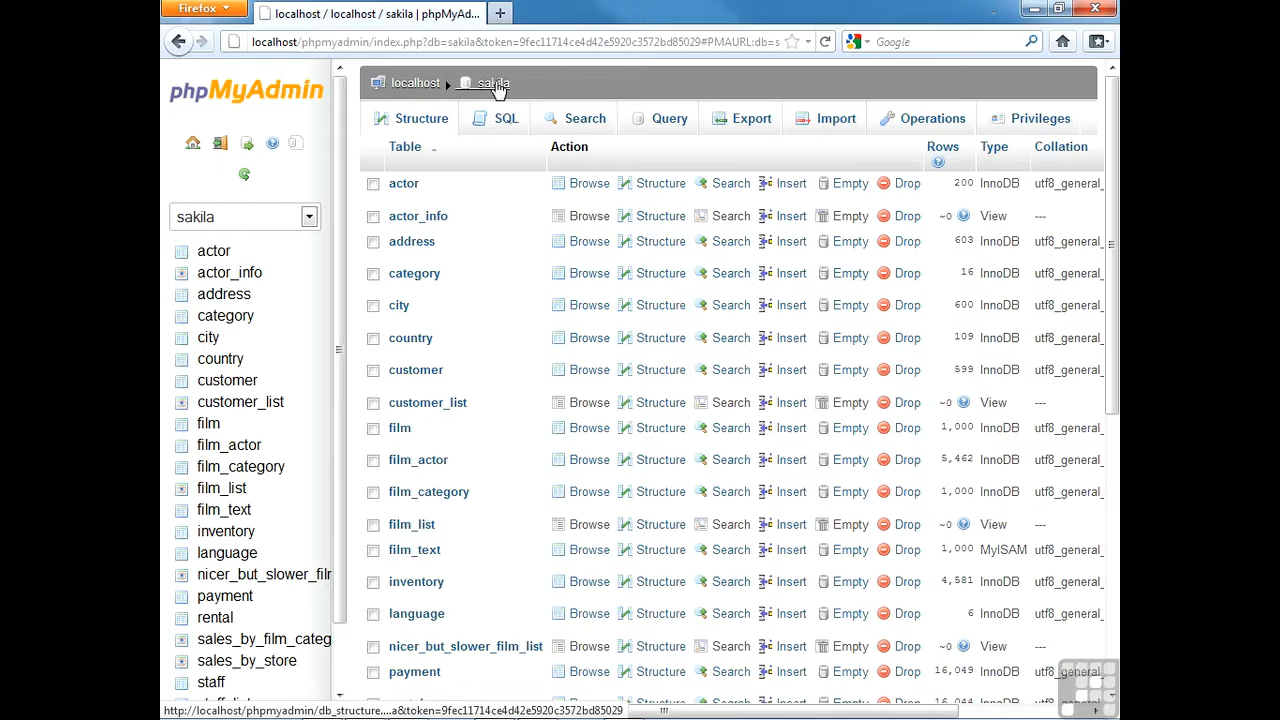 Firefox
localhost / localhost / sakila | phpMyAd...
localhost/phpmyadmin/index.php?db=sakila&token=9fec11714ce4d42e5920c3572bd85029#PMAURL:db=s
Google
phpMyAdmin
localhost
sakila
Structure SQL Search Query Export Import Operations Privileges
sakila
actor
actor_info
address
category
city
country
customer
customer_list
film
film_actor
film_category
film_list
film_text
inventory
language
nicer_but_slower_filr
payment
rental
sales_by_film_categ
sales_by_store
staff
Table Action Rows Type Collation
actor Browse Structure Search Insert Empty Drop 200 InnoDB utf8_general_
actor_info Browse Structure Search Insert Empty Drop ~0 View ---
address Browse Structure Search Insert Empty Drop 603 InnoDB utf8_general_
category Browse Structure Search Insert Empty Drop 16 InnoDB utf8_general_
city Browse Structure Search Insert Empty Drop 600 InnoDB utf8_general_
country Browse Structure Search Insert Empty Drop 109 InnoDB utf8_general_
customer Browse Structure Search Insert Empty Drop 599 InnoDB utf8_general_
customer_list Browse Structure Search Insert Empty Drop ~0 View ---
film Browse Structure Search Insert Empty Drop 1,000 InnoDB utf8_general_
film_actor Browse Structure Search Insert Empty Drop 5,462 InnoDB utf8_general_
film_category Browse Structure Search Insert Empty Drop 1,000 InnoDB utf8_general_
film_list Browse Structure Search Insert Empty Drop ~0 View ---
film_text Browse Structure Search Insert Empty Drop 1,000 MyISAM utf8_general_
inventory Browse Structure Search Insert Empty Drop 4,581 InnoDB utf8_general_
language Browse Structure Search Insert Empty Drop 6 InnoDB utf8_general_
nicer_but_slower_film_list Browse Structure Search Insert Empty Drop ~0 View ---
payment Browse Structure Search Insert Empty Drop 16,049 InnoDB utf8_general_
http://localhost/phpmyadmin/db_structure....a&token=9fec11714ce4d42e5920c3572bd85029